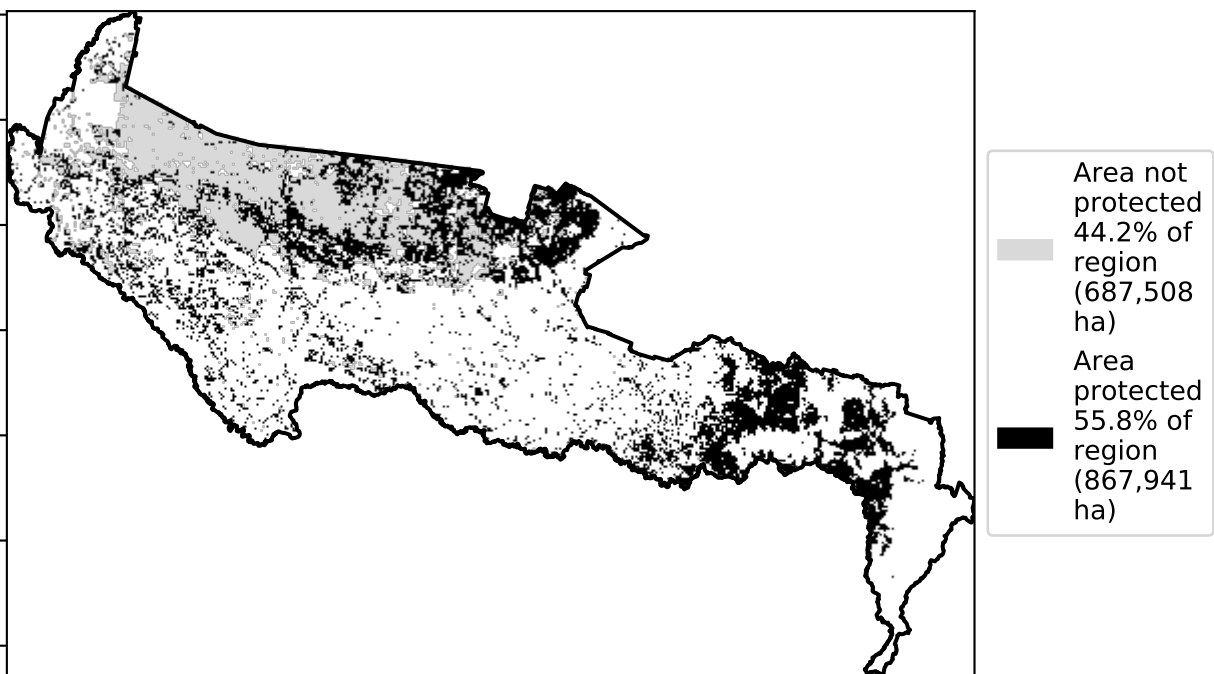 Area not
protected
44.2% of
region
(687,508
ha)
Area
protected
55.8% of
region
(867,941
ha)